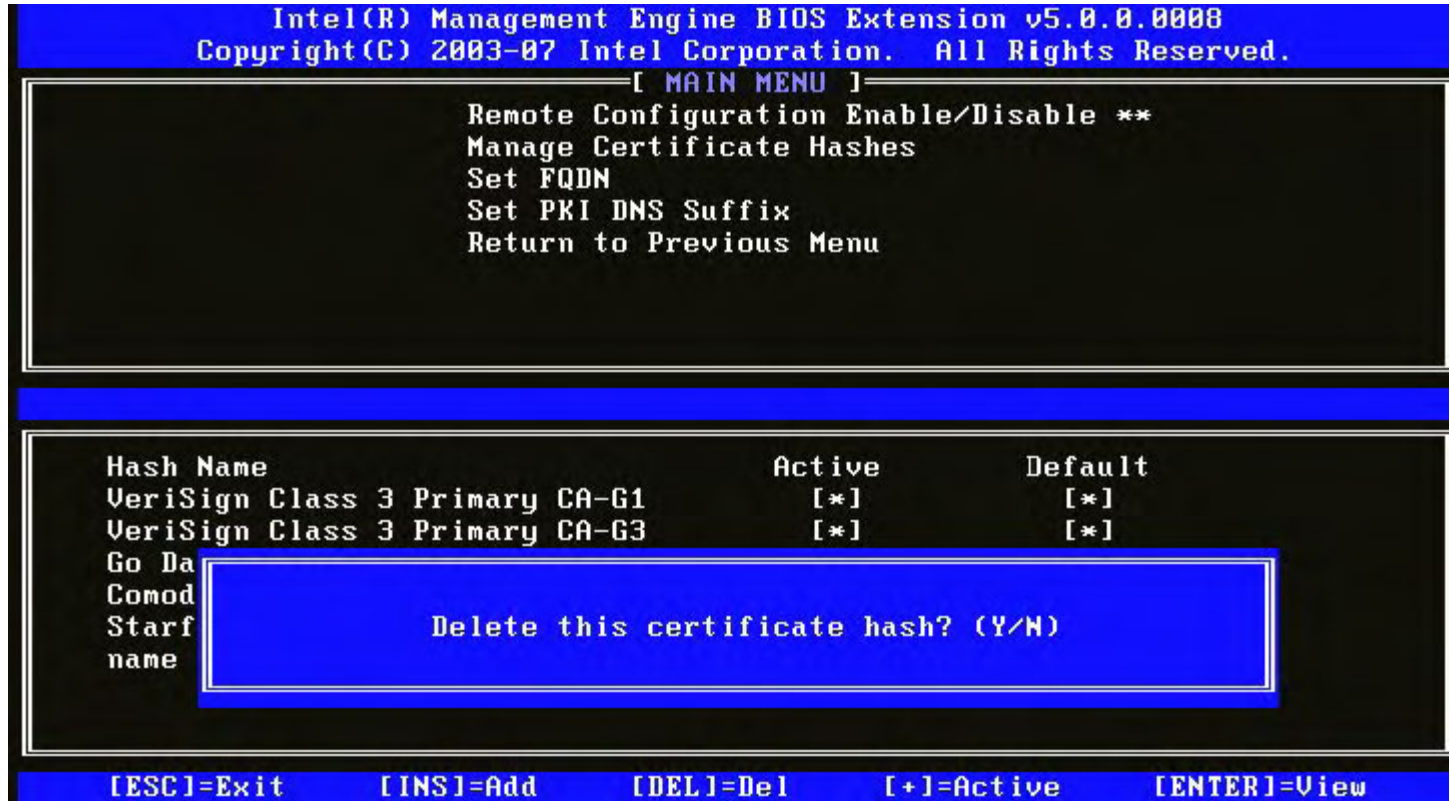 Intel(R) Management Engine BIOS Extension v5.0.0.0008
Copyright(C) 2003-07 Intel Corporation. All Rights Reserved.
[ MAIN MENU ]
Remote Configuration Enable/Disable **
Manage Certificate Hashes
Set FQDN
Set PKI DNS Suffix
Return to Previous Menu
Hash Name Active Default
VeriSign Class 3 Primary CA-G1 [*] [*]
VeriSign Class 3 Primary CA-G3 [*] [*]
Go Da
Comod
Starf
name
Delete this certificate hash? (Y/N)
[ESC]=Exit [INS]=Add [DEL]=Del [+]=Active [ENTER]=View